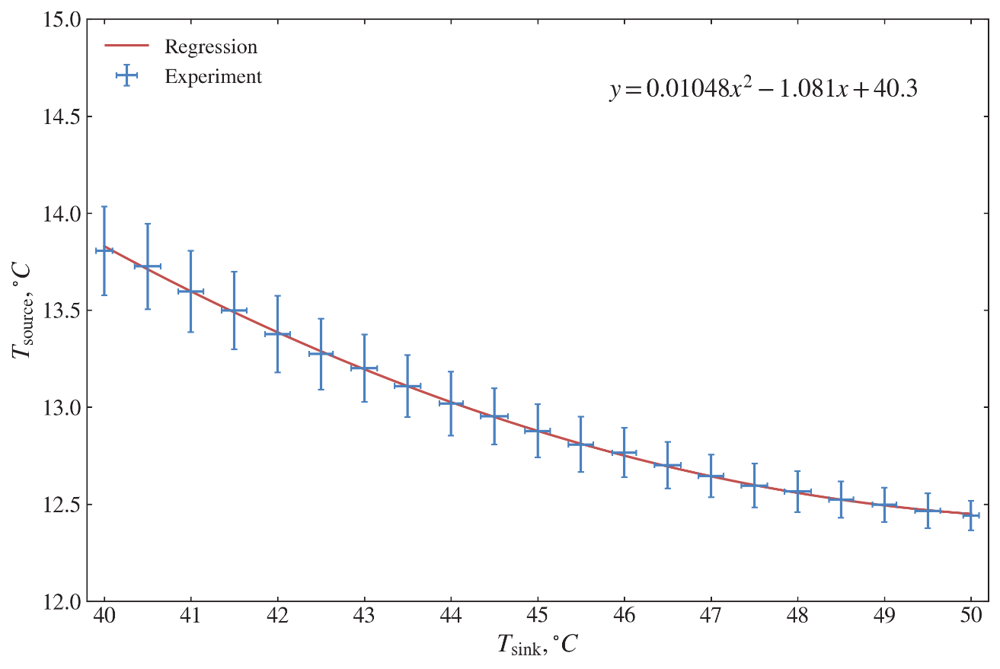 15.0
Regression
Experiment
y = 0.01048x² − 1.081x + 40.3
14.5
14.0
13.5
13.0
12.5
12.0
T_source, °C
40 41 42 43 44 45 46 47 48 49 50
T_sink, °C